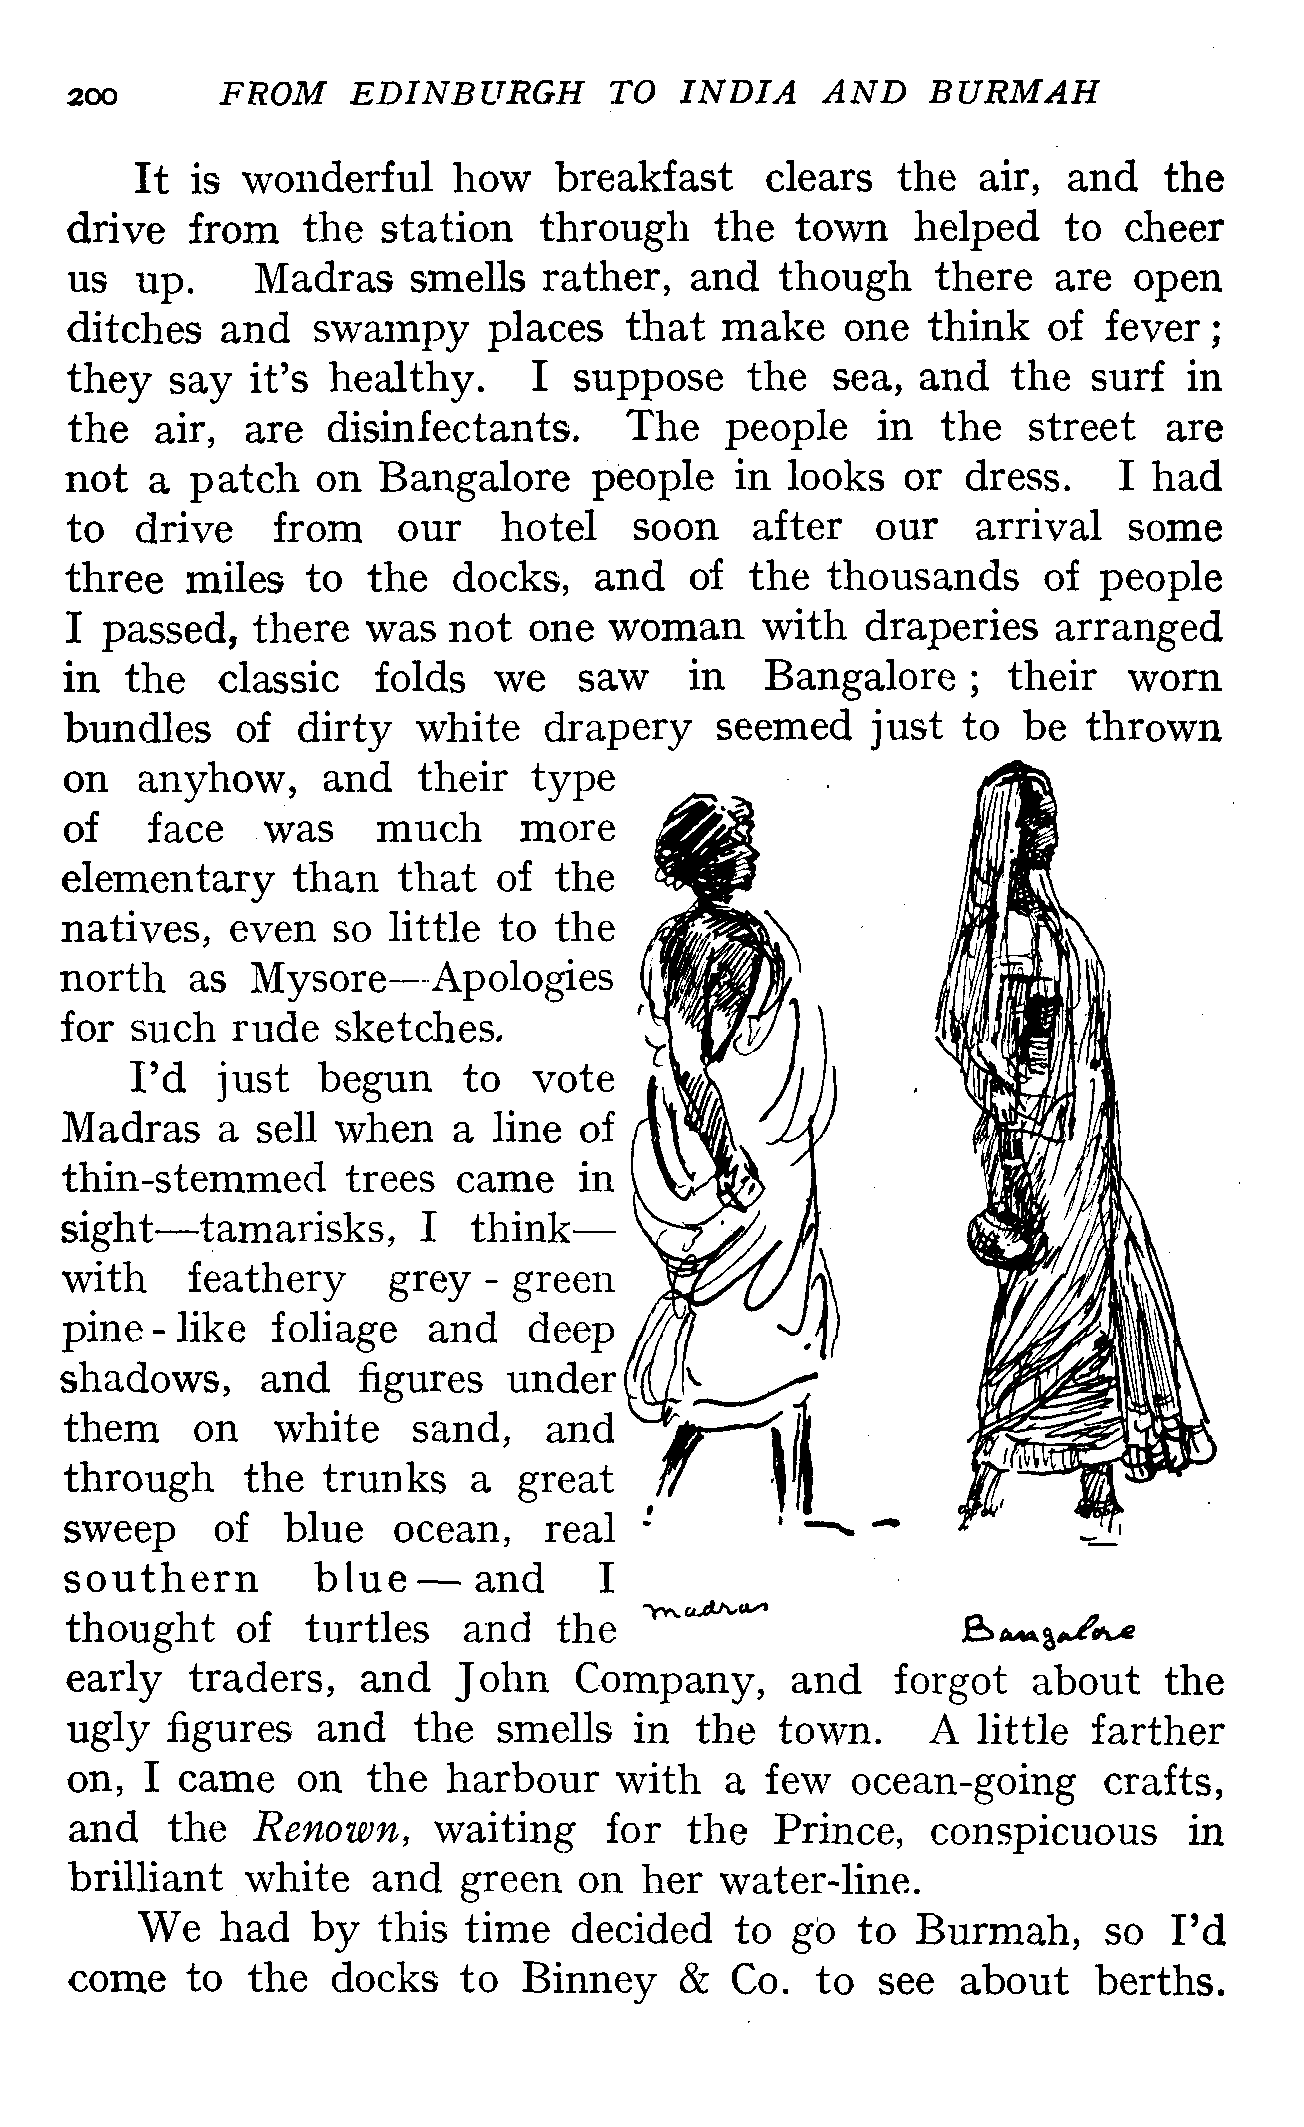 200 FROM EDINBURGH TO INDIA AND BURMAH
It is wonderful how breakfast clears the air, and the
drive from the station through the town helped to cheer
us up. Madras smells rather, and though there are open
ditches and swampy places that make one think of fever ;
they say it's healthy. I suppose the sea, and the surf in
the air, are disinfectants. The people in the street are
not a patch on Bangalore people in looks or dress. I had
to drive from our hotel soon after our arrival some
three miles to the docks, and of the thousands of people
I passed, there was not one woman with draperies arranged
in the classic folds we saw in Bangalore ; their worn
bundles of dirty white drapery seemed just to be thrown
on anyhow, and their type
of face was much more
elementary than that of the
natives, even so little to the
north as Mysore—Apologies
for such rude sketches.
I'd just begun to vote
Madras a sell when a line of
thin-stemmed trees came in
sight—tamarisks, I think—
with feathery grey - green
pine - like foliage and deep
shadows, and figures under
them on white sand, and
through the trunks a great
sweep of blue ocean, real
southern blue — and I
thought of turtles and the
Madras
Bangalore
early traders, and John Company, and forgot about the
ugly figures and the smells in the town. A little farther
on, I came on the harbour with a few ocean-going crafts,
and the Renown, waiting for the Prince, conspicuous in
brilliant white and green on her water-line.
We had by this time decided to go to Burmah, so I'd
come to the docks to Binney & Co. to see about berths.